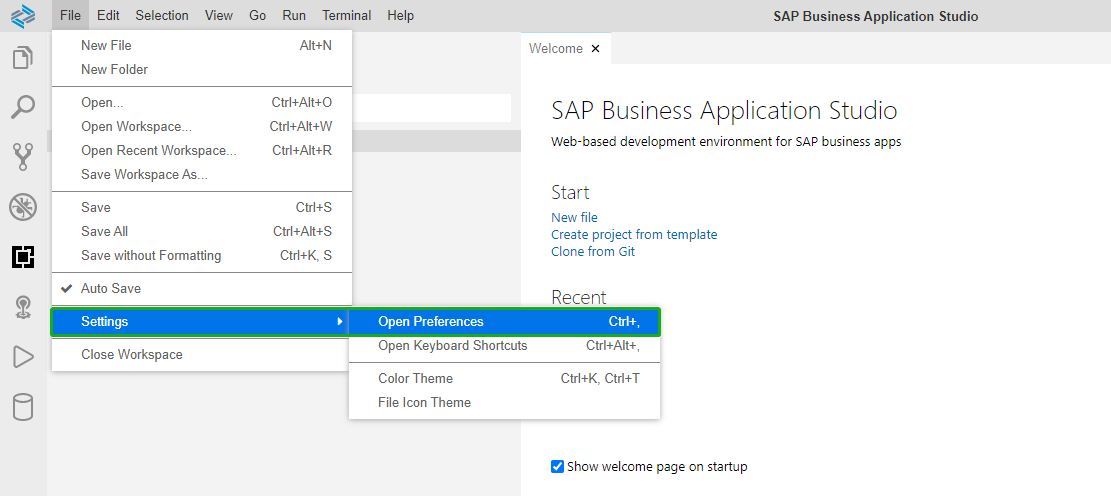 File Edit Selection View Go Run Terminal Help SAP Business Application Studio
New File Alt+N
New Folder
Open... Ctrl+Alt+O
Open Workspace... Ctrl+Alt+W
Open Recent Workspace... Ctrl+Alt+R
Save Workspace As...
Save Ctrl+S
Save All Ctrl+Alt+S
Save without Formatting Ctrl+K, S
Auto Save
Settings
Close Workspace
Open Preferences Ctrl+,
Open Keyboard Shortcuts Ctrl+Alt+,
Color Theme Ctrl+K, Ctrl+T
File Icon Theme
Welcome
SAP Business Application Studio
Web-based development environment for SAP business apps
Start
New file
Create project from template
Clone from Git
Recent
Show welcome page on startup